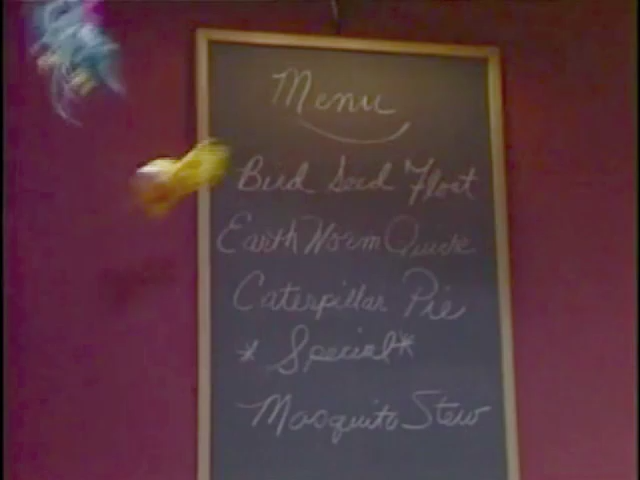 Menu
Bird Seed Float
Earth Worm Quiche
Caterpillar Pie
* Special *
Mosquito Stew